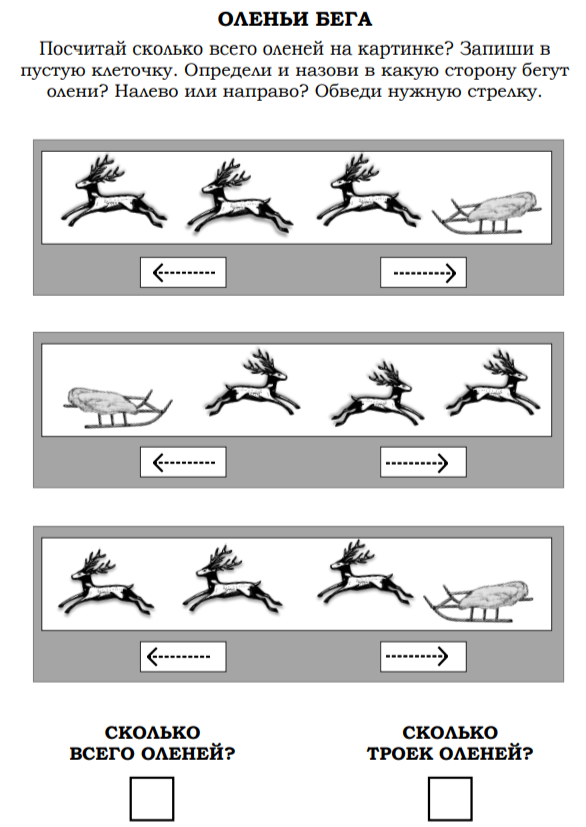 ОЛЕНЬИ БЕГА
Посчитай сколько всего оленей на картинке? Запиши в
пустую клеточку. Определи и назови в какую сторону бегут
олени? Налево или направо? Обведи нужную стрелку.
СКОЛЬКО
ВСЕГО ОЛЕНЕЙ?
СКОЛЬКО
ТРОЕК ОЛЕНЕЙ?